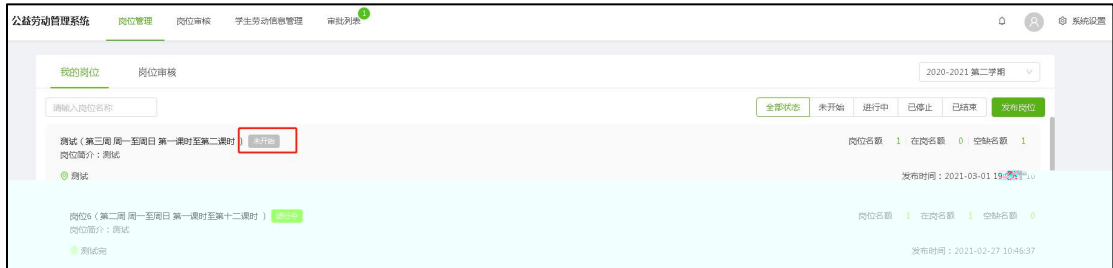 公益劳动管理系统 岗位管理 岗位审核 学生劳动信息管理 审批列表 1 系统设置
我的岗位 岗位审核 2020-2021 第二学期
请输入岗位名称 全部状态 未开始 进行中 已停止 已结束 发布岗位
测试（第三周 周一至周日 第一课时至第二课时 ） 未开始 岗位名额 1 在岗名额 0 空缺名额 1
岗位简介：测试
测试 发布时间：2021-03-01
岗位6（第二周 周一至周日 第一课时至第十二课时 ） 进行中 岗位名额 1 在岗名额 1 空缺名额 0
岗位简介：测试
测试完 发布时间：2021-02-27 10:46:37